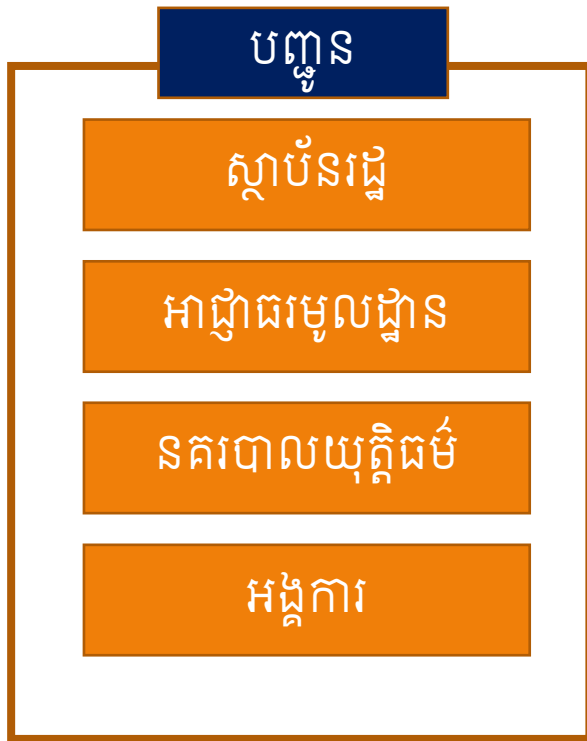 បញ្ជូន
ស្ថាប័នរដ្ឋ
អាជ្ញាធរមូលដ្ឋាន
នគរបាលយុត្តិធម៌
អង្គការ